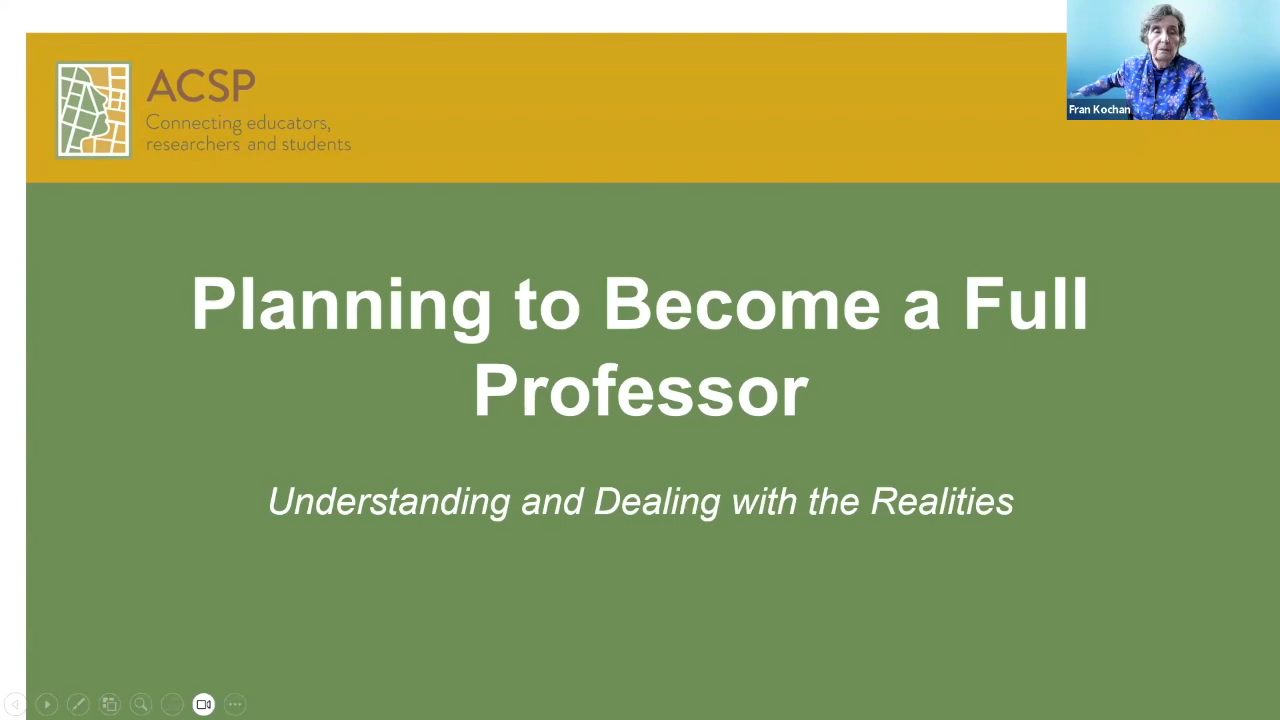 ACSP
Connecting educators,
researchers and students
Fran Kochan
Planning to Become a Full
Professor
Understanding and Dealing with the Realities